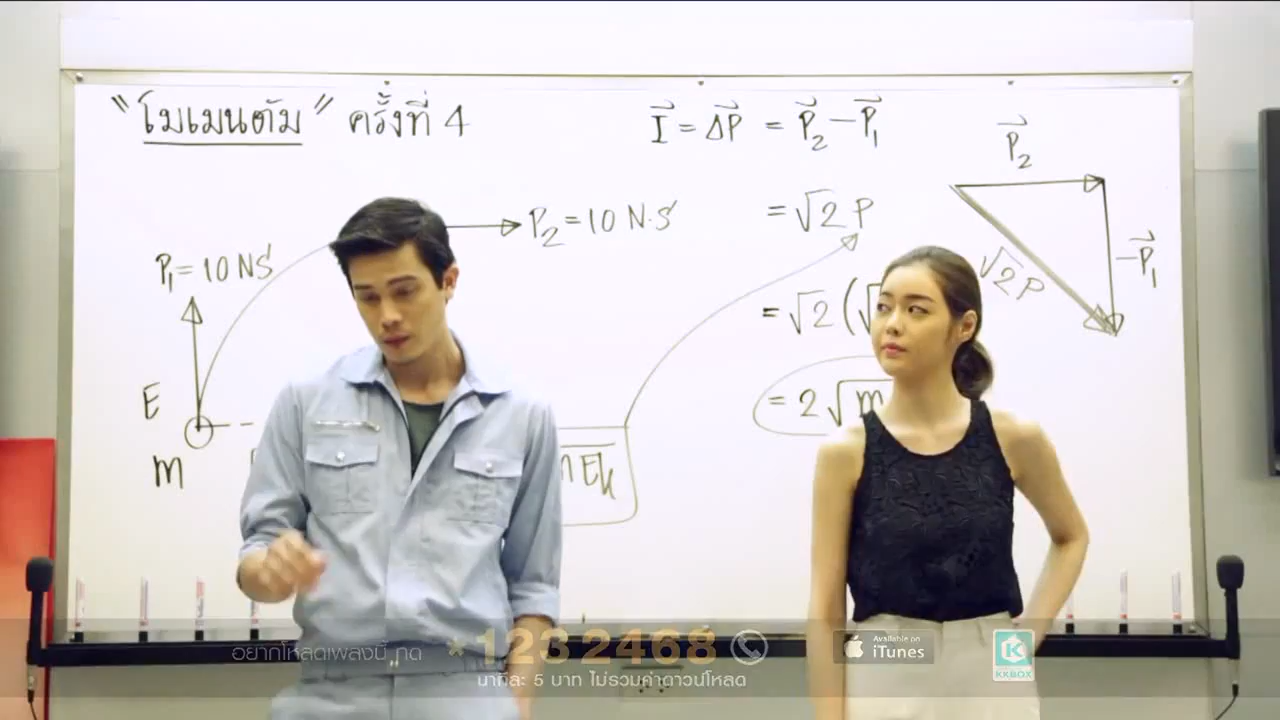 "โมเมนตัม" ครั้งที่ 4
I = ΔP = P₂ - P₁
P₂
= √2 P
P₂ = 10 N·S
P₁ = 10 NS
-P₁
√2 P
= √2 (√
E
= 2 √m
m
Ek
อยากโหลดเพลงนี้ กด * 123 2468
นาทีละ 5 บาท ไม่รวมค่าดาวน์โหลด
Available on
iTunes
KKBOX